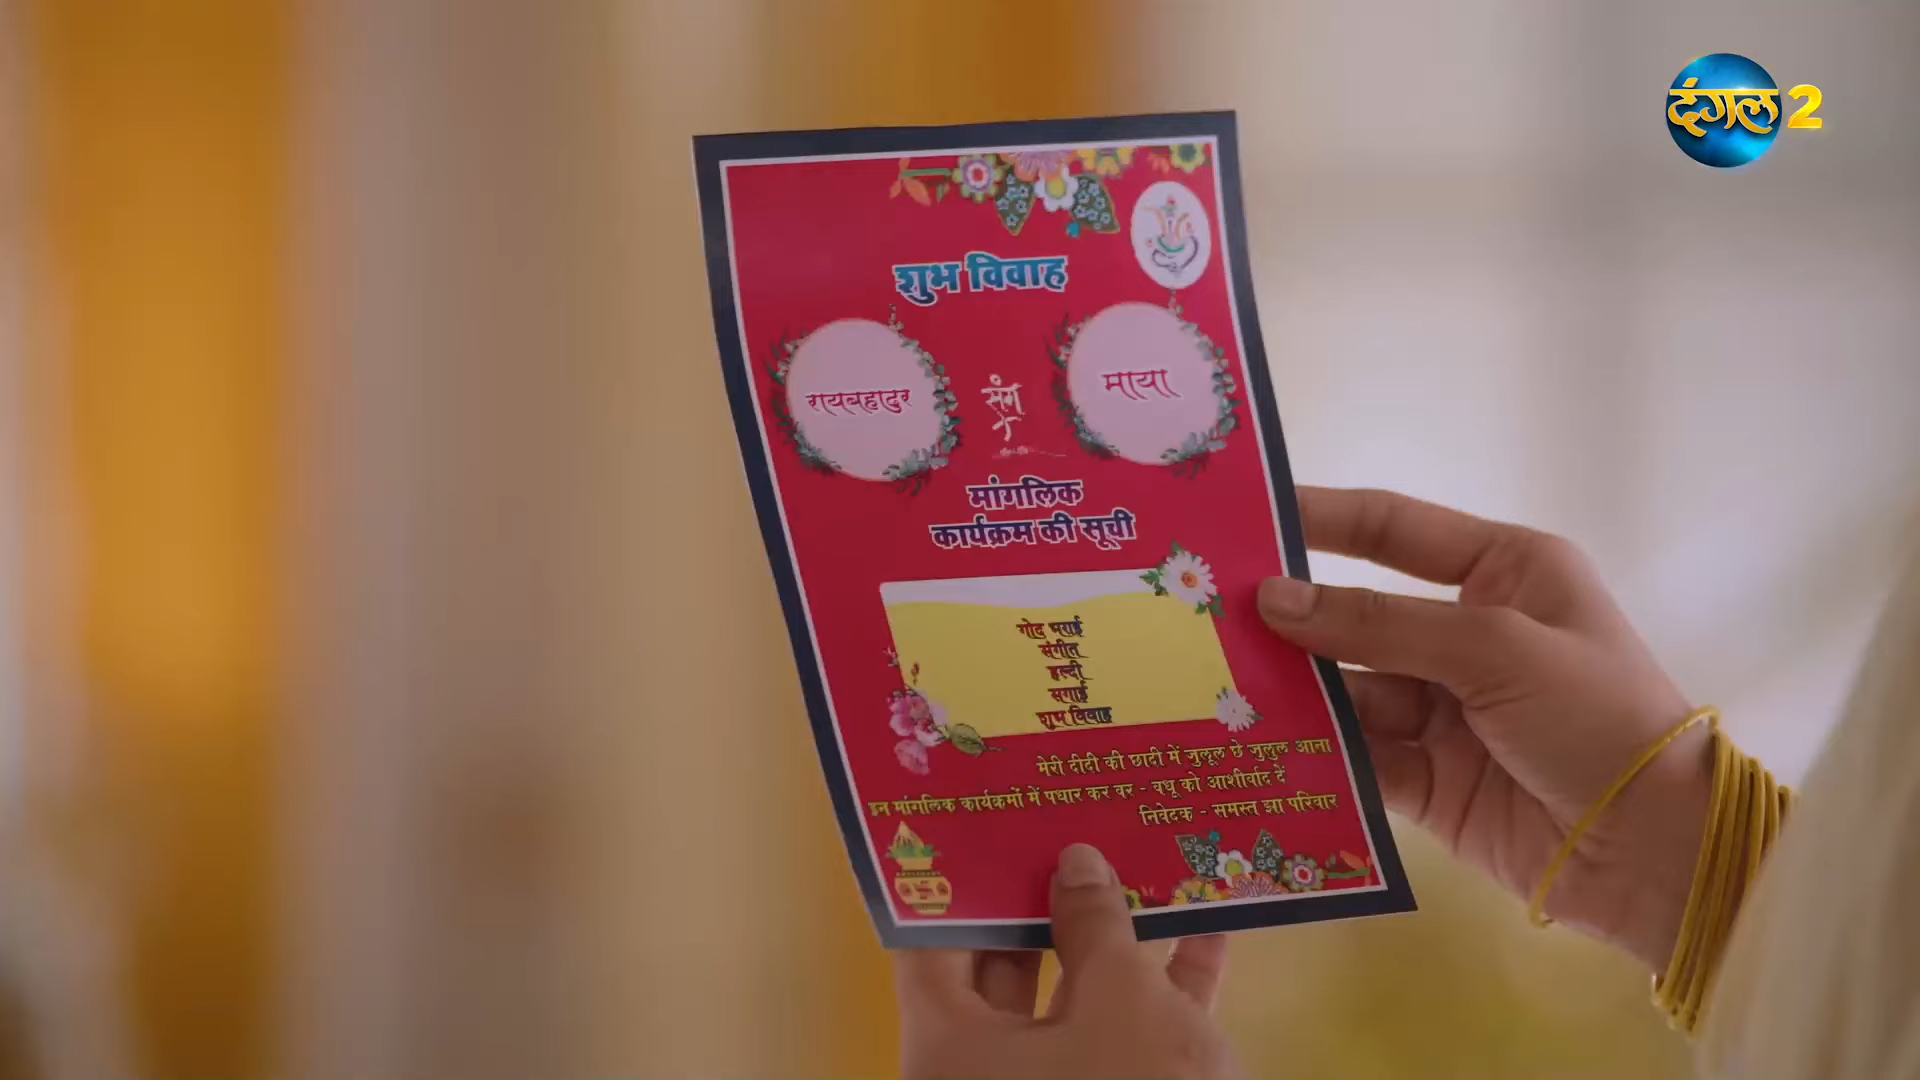 दंगल 2
शुभ विवाह
रायबहादुर
संग
माया
मांगलिक
कार्यक्रम की सूची
गोद भराई
संगीत
हल्दी
सगाई
शुभ विवाह
मेरी दीदी की छादी में जुलूल छे जुलुल आना
इन मांगलिक कार्यक्रमों में पधार कर वर - वधू को आशीर्वाद दें
निवेदक - समस्त झा परिवार